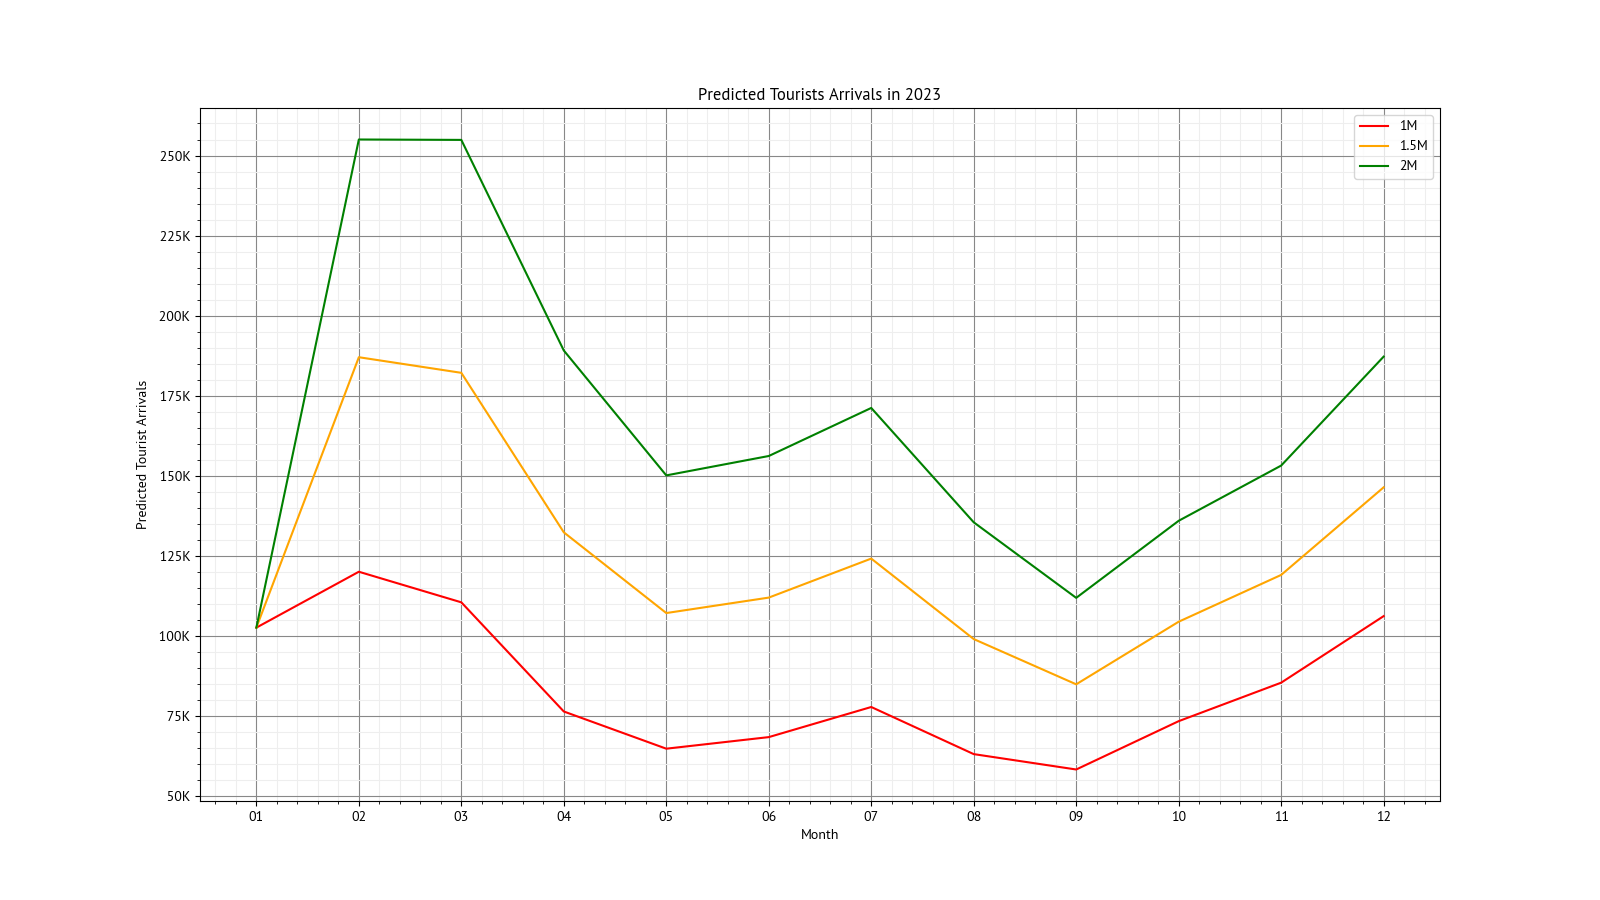 Predicted Tourists Arrivals in 2023
1M
1.5M
2M
250K
225K
200K
175K
150K
125K
100K
75K
50K
Predicted Tourist Arrivals
01 02 03 04 05 06 07 08 09 10 11 12
Month